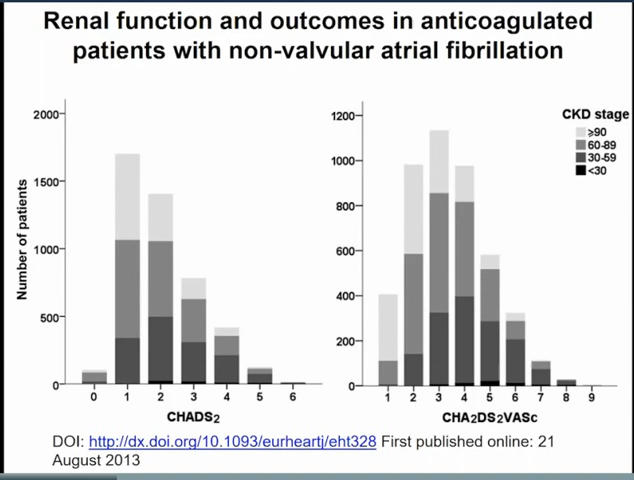 Renal function and outcomes in anticoagulated
patients with non-valvular atrial fibrillation
Number of patients
2000
1500
1000
500
0
0 1 2 3 4 5 6
CHADS2
1200
1000
800
600
400
200
0
1 2 3 4 5 6 7 8 9
CHA2DS2VASc
CKD stage
≥90
60-89
30-59
<30
DOI: http://dx.doi.org/10.1093/eurheartj/eht328 First published online: 21
August 2013